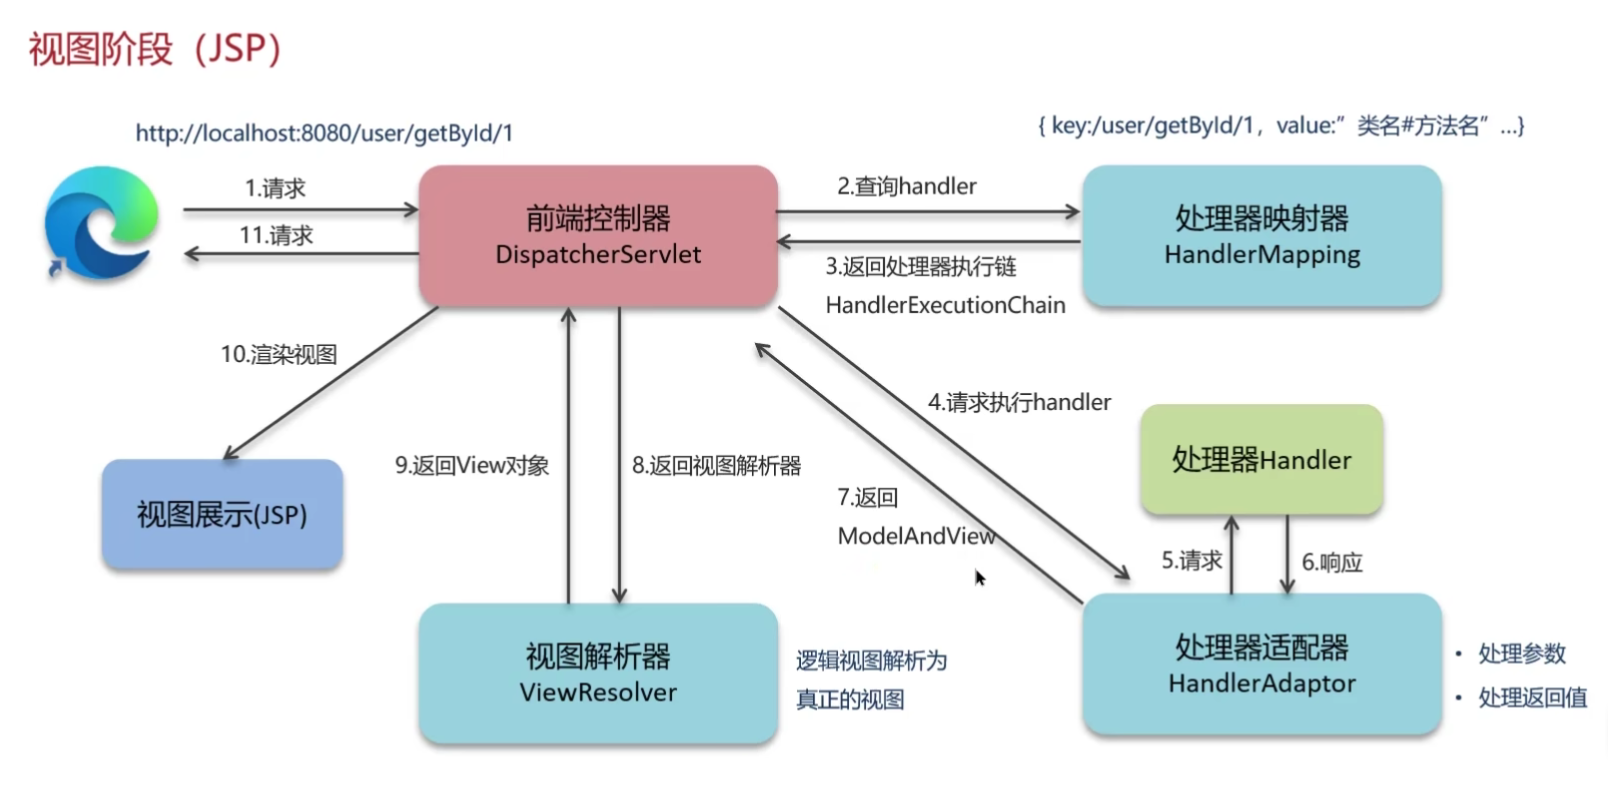 视图阶段（JSP）
http://localhost:8080/user/getById/1
{ key:/user/getById/1，value:” 类名#方法名” ...}
1.请求
11.请求
前端控制器
DispatcherServlet
2.查询handler
3.返回处理器执行链
HandlerExecutionChain
处理器映射器
HandlerMapping
10.渲染视图
4.请求执行handler
处理器Handler
9.返回View对象
8.返回视图解析器
7.返回
ModelAndView
视图展示(JSP)
5.请求
6.响应
视图解析器
ViewResolver
逻辑视图解析为
真正的视图
处理器适配器
HandlerAdaptor
• 处理参数
• 处理返回值